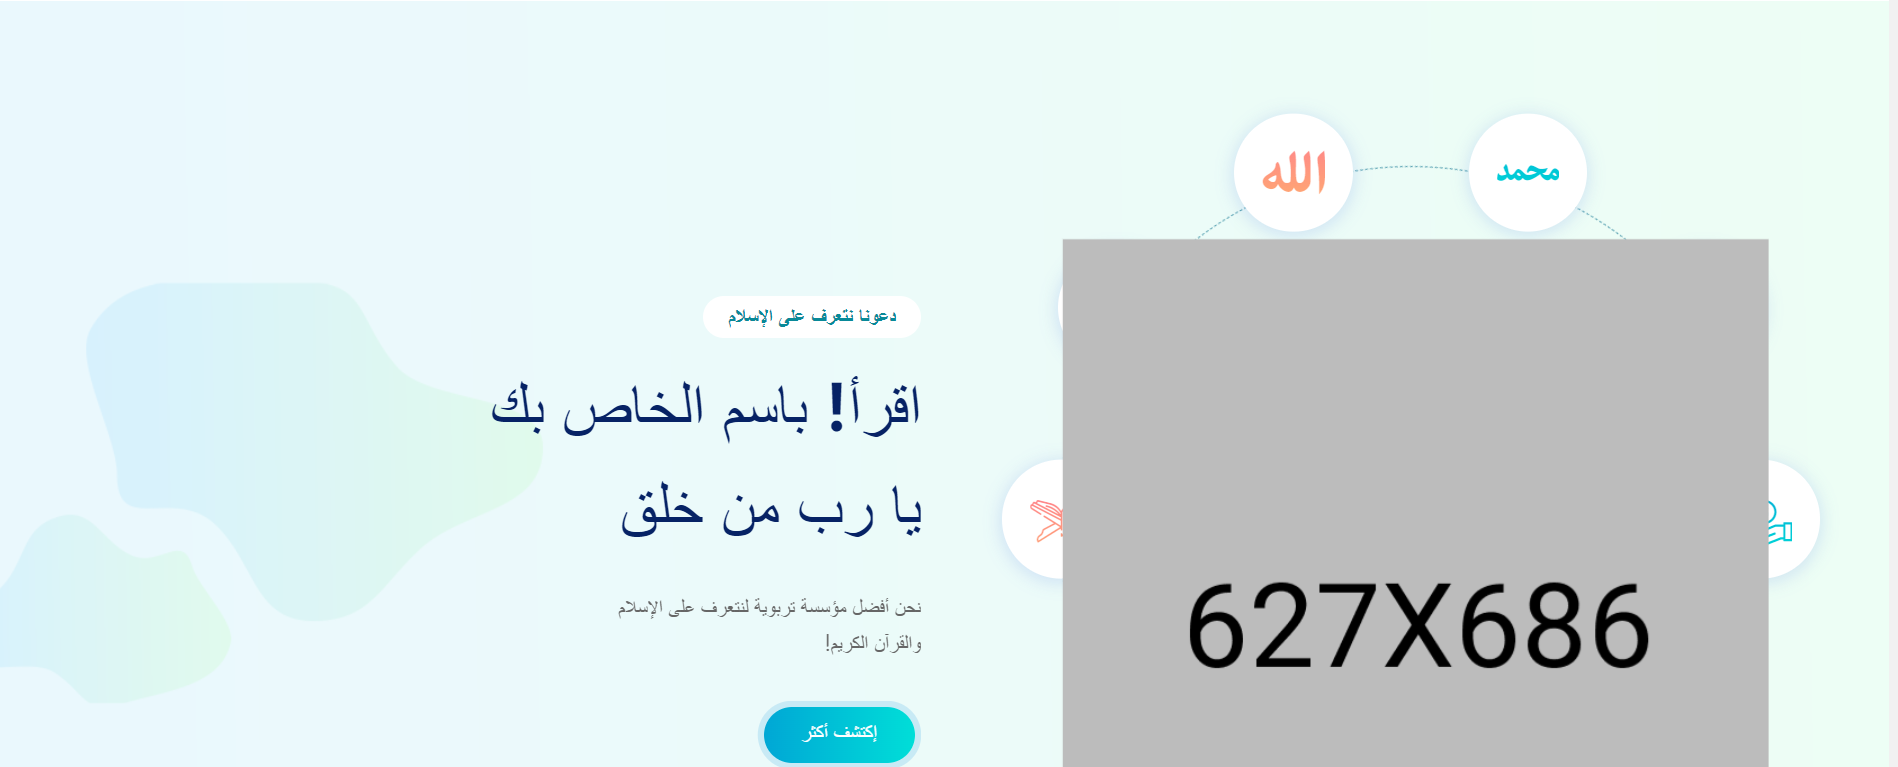 محمد
الله
دعونا نتعرف على الإسلام
اقرأ! باسم الخاص بك
يا رب من خلق
نحن أفضل مؤسسة تربوية لنتعرف على الإسلام
والقرآن الكريم!
إكتشف أكثر
627X686